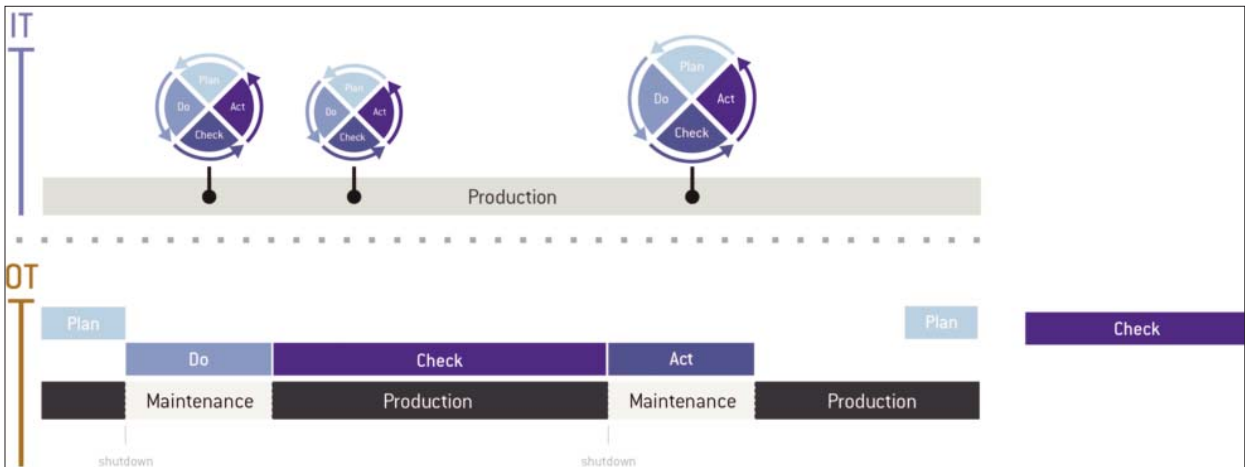 IT
Plan
Do
Act
Check
Plan
Do
Act
Check
Plan
Do
Act
Check
Production
OT
Plan
Plan
Check
Do
Check
Act
Maintenance
Production
Maintenance
Production
shutdown
shutdown